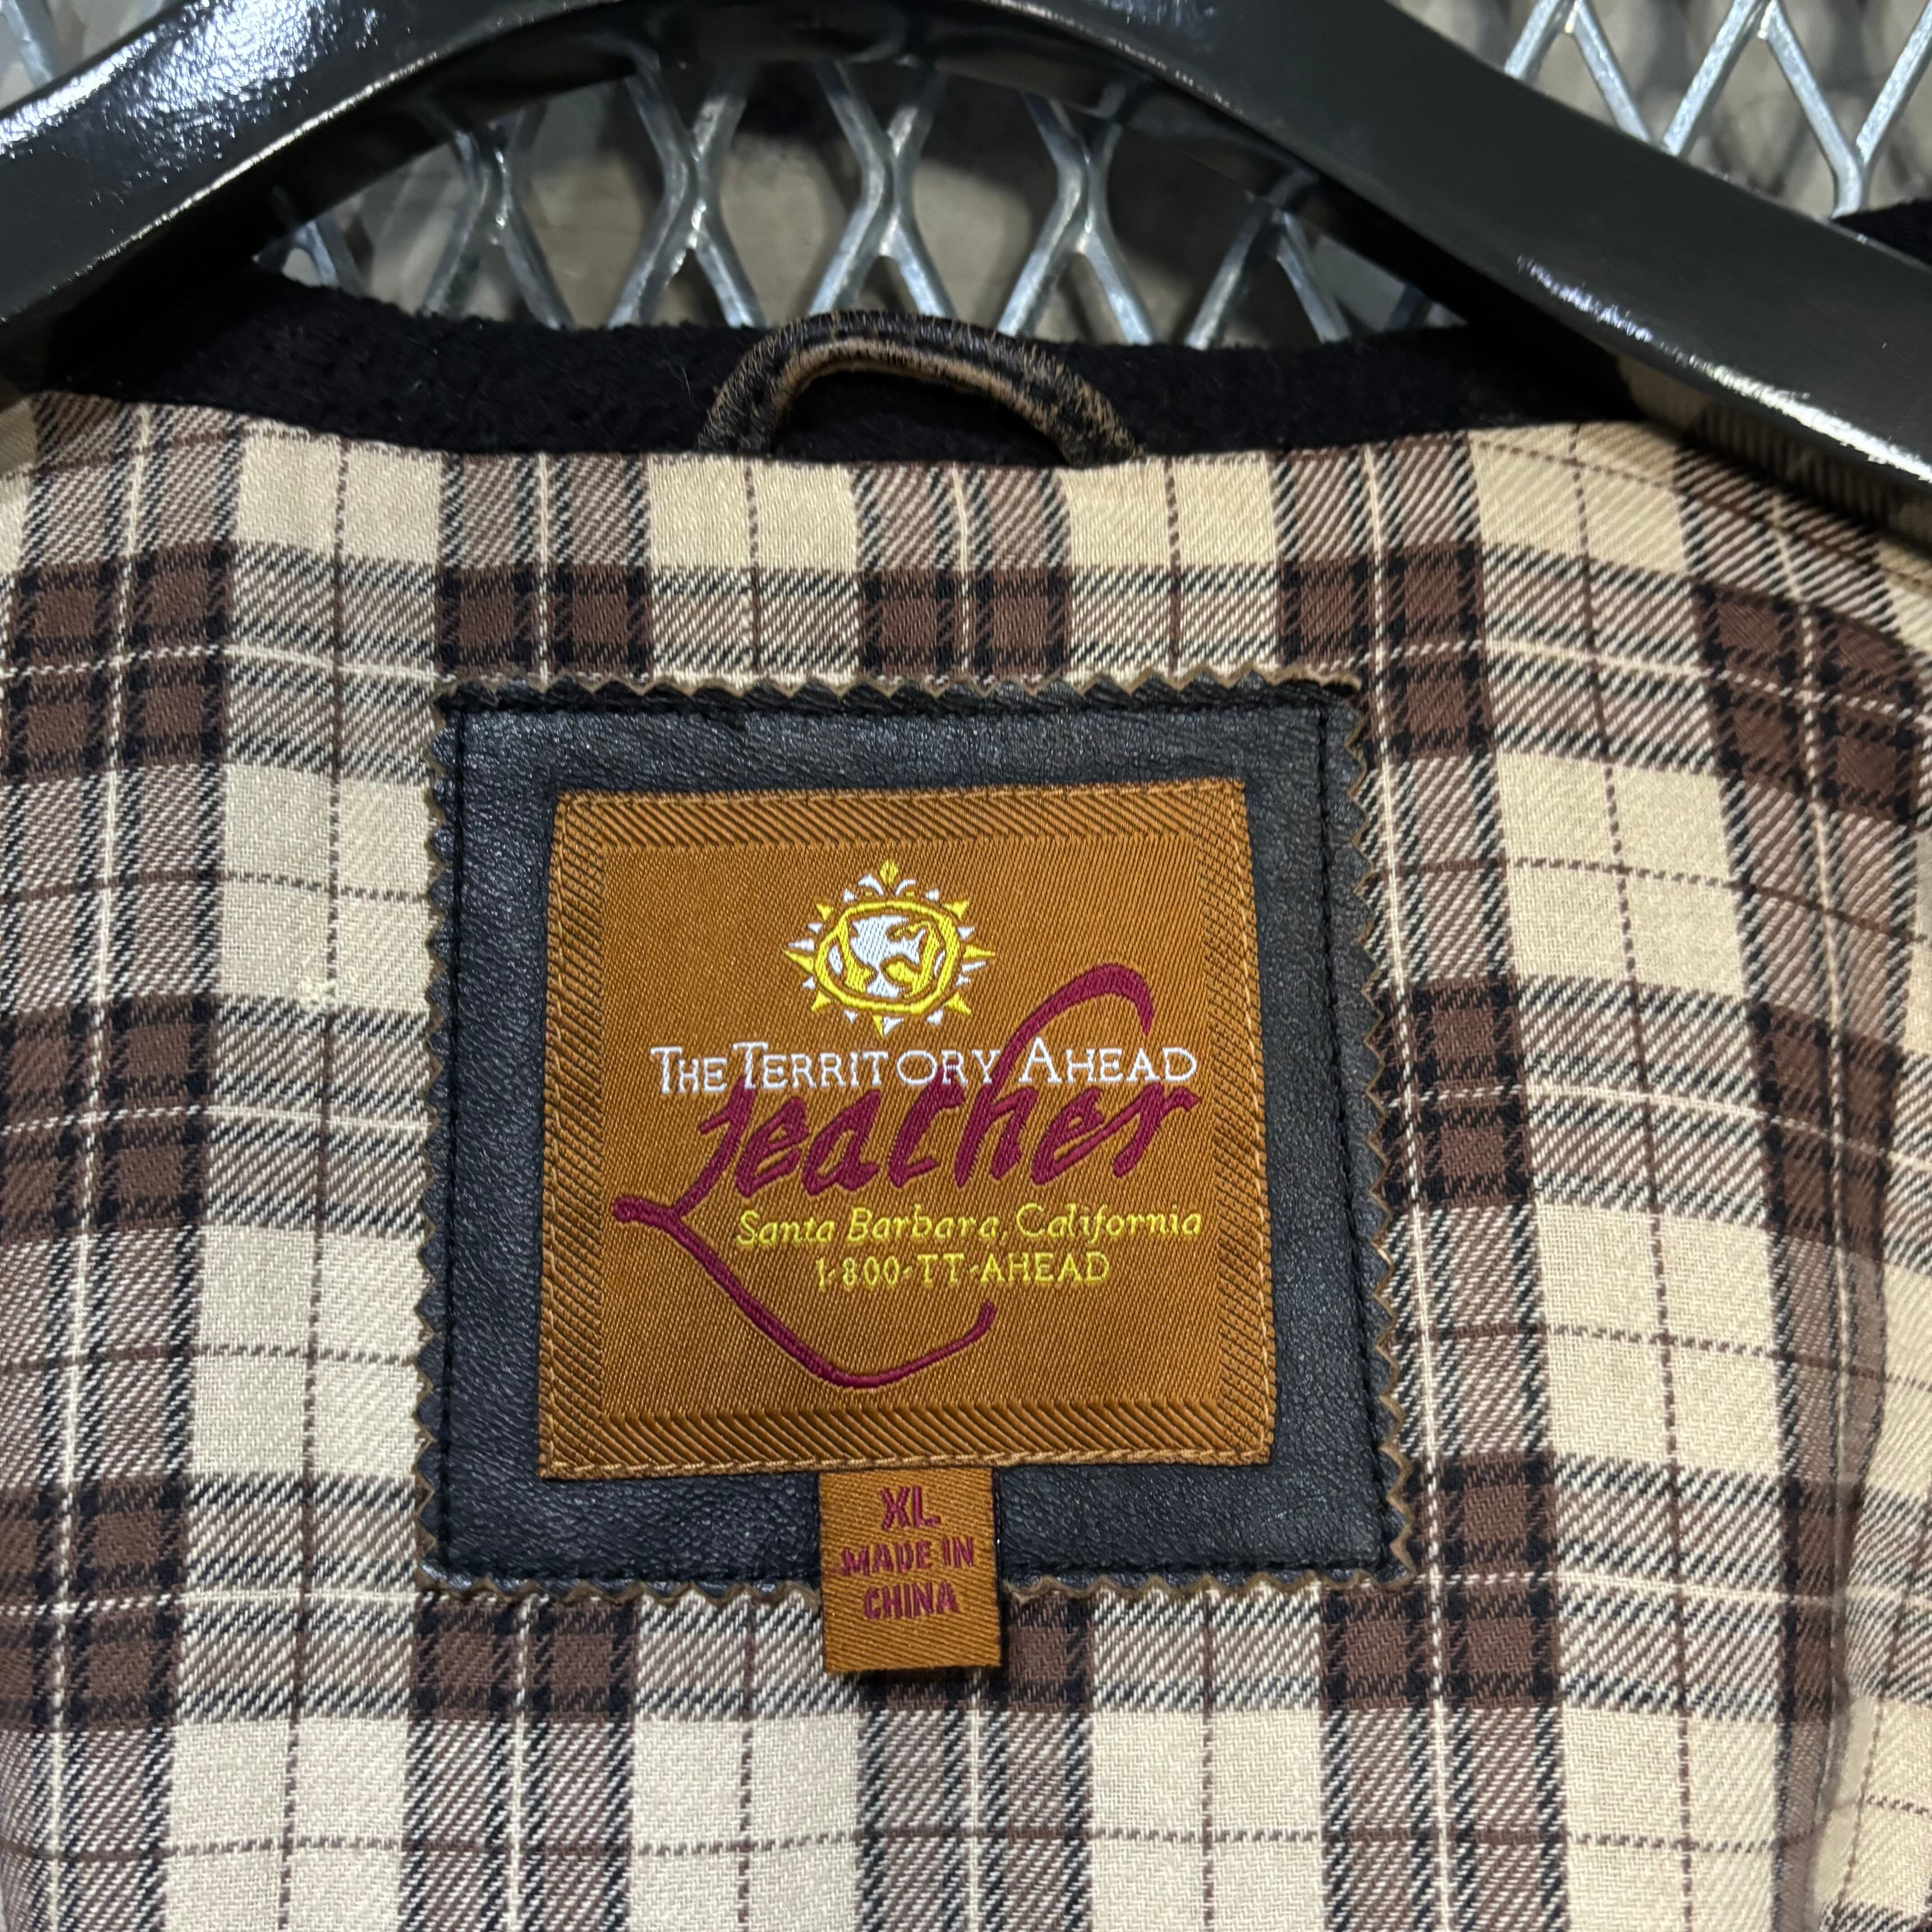 THE TERRITORY AHEAD
Leather
Santa Barbara, California
1-800-TT-AHEAD
XL
MADE IN
CHINA